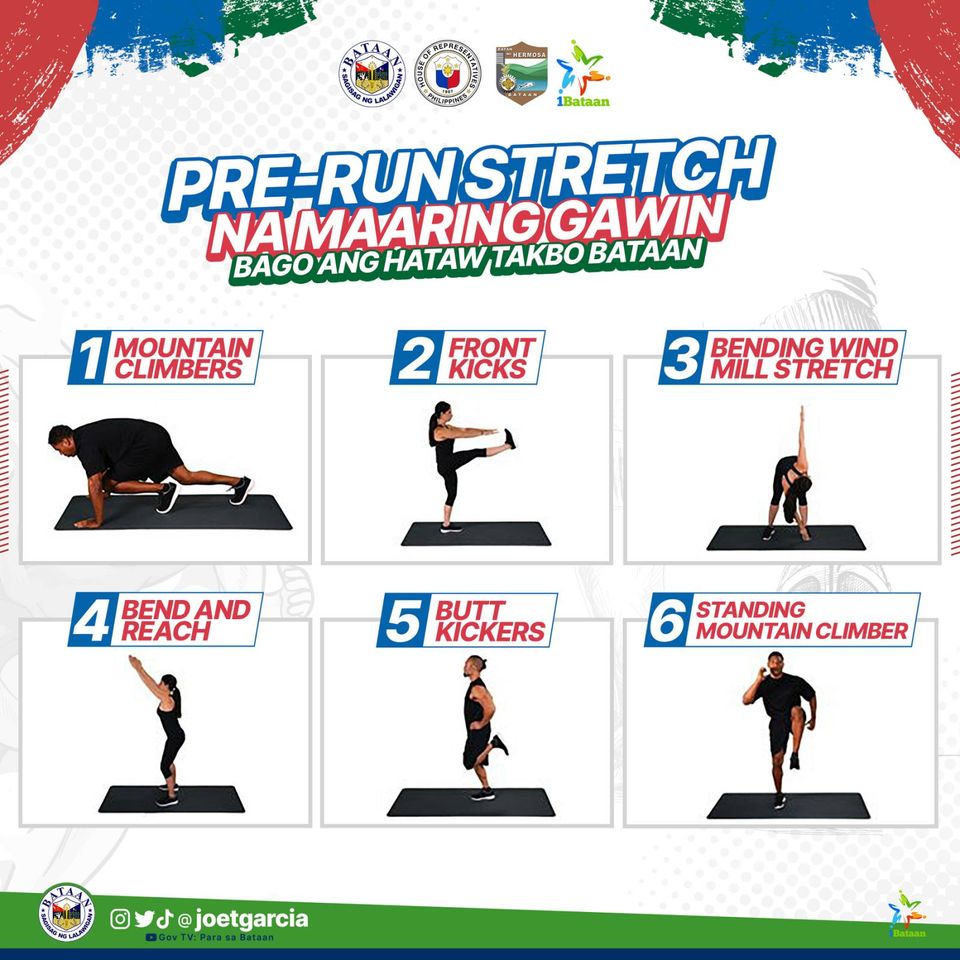 BATAAN
SAGISAG NG LALAWIGAN
HOUSE OF REPRESENTATIVES
1907
PHILIPPINES
BAYAN NG HERMOSA
BATAAN
1Bataan
PRE-RUN STRETCH
NA MAARING GAWIN
BAGO ANG HATAW TAKBO BATAAN
1 MOUNTAIN
CLIMBERS
2 FRONT
KICKS
3 BENDING WIND
MILL STRETCH
4 BEND AND
REACH
5 BUTT
KICKERS
6 STANDING
MOUNTAIN CLIMBER
BATAAN
SAGISAG NG LALAWIGAN
@joetgarcia
Gov TV: Para sa Bataan
1Bataan